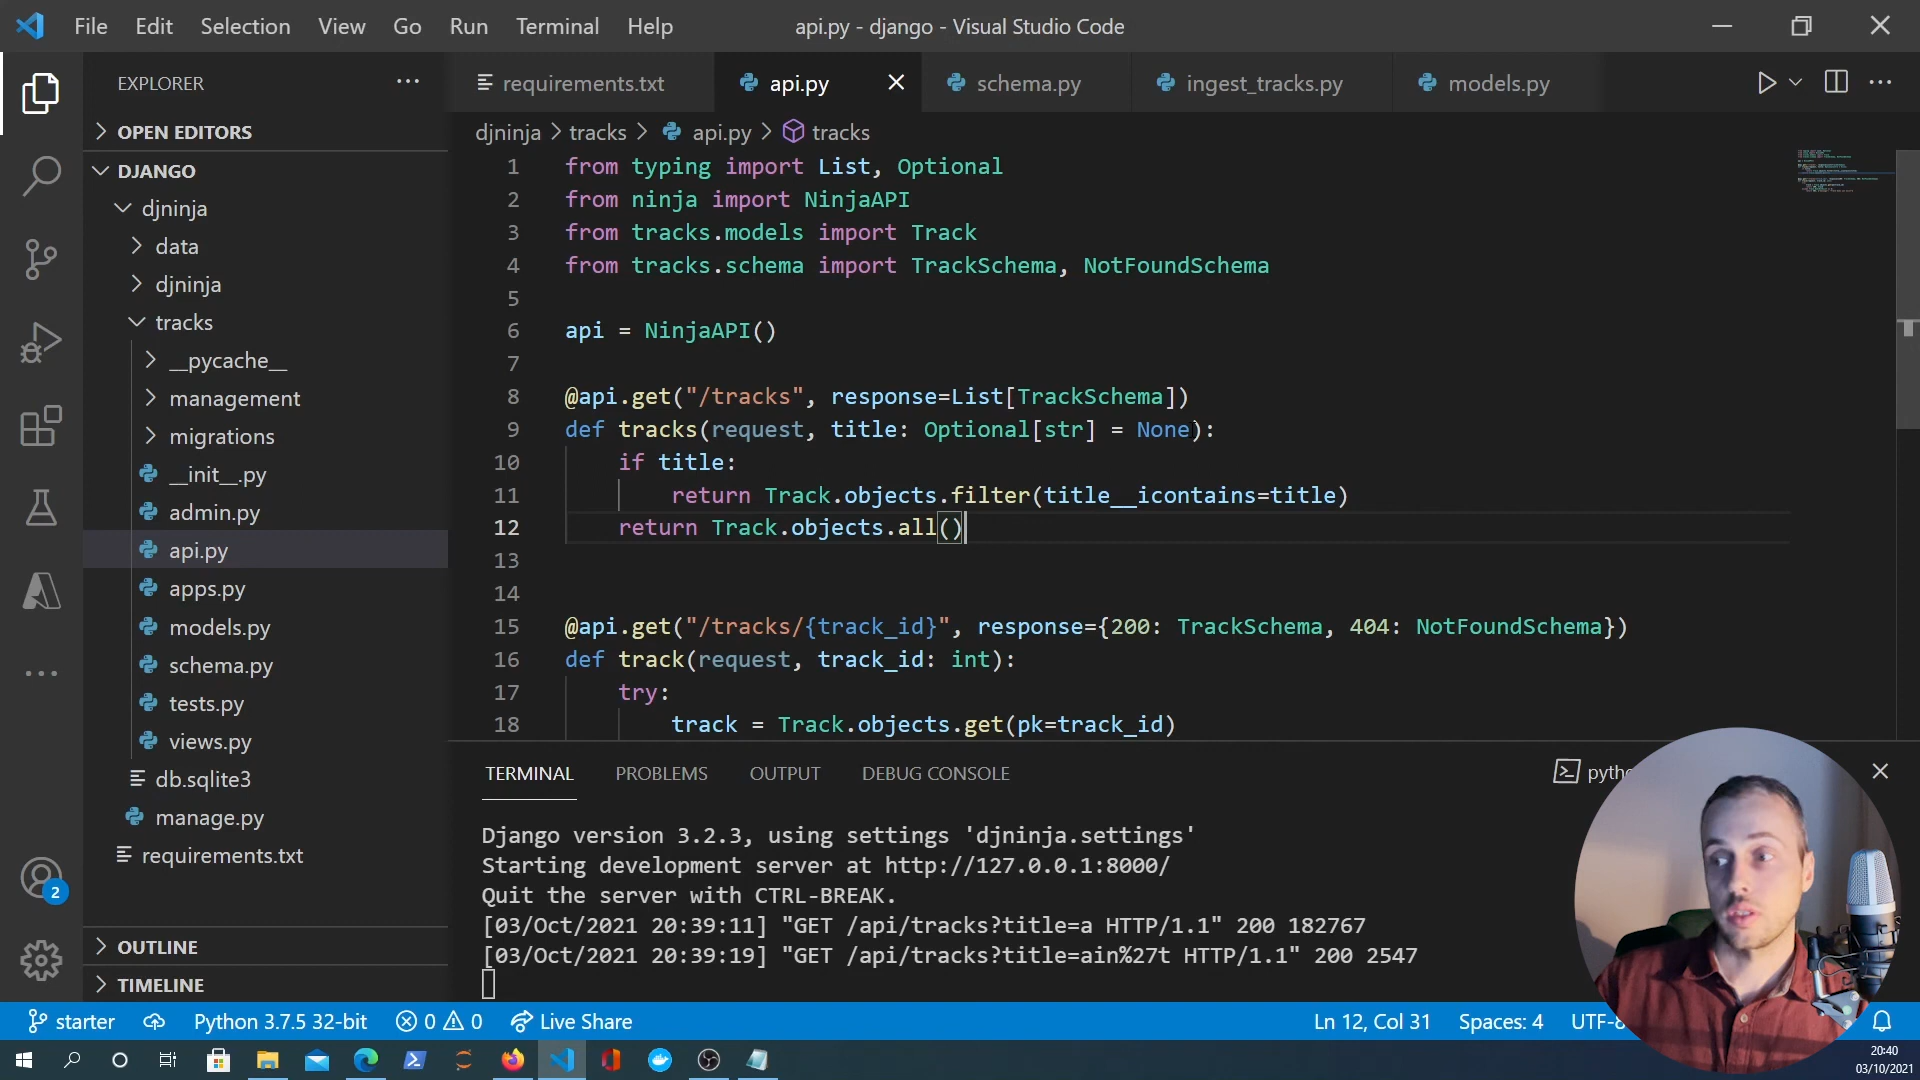 File Edit Selection View Go Run Terminal Help api.py - django - Visual Studio Code
EXPLORER
requirements.txt api.py schema.py ingest_tracks.py models.py
OPEN EDITORS
DJANGO
djninja
data
djninja
tracks
__pycache__
management
migrations
__init__.py
admin.py
api.py
apps.py
models.py
schema.py
tests.py
views.py
db.sqlite3
manage.py
requirements.txt
OUTLINE
TIMELINE
2
djninja > tracks > api.py > tracks
1 from typing import List, Optional
2 from ninja import NinjaAPI
3 from tracks.models import Track
4 from tracks.schema import TrackSchema, NotFoundSchema
5
6 api = NinjaAPI()
7
8 @api.get("/tracks", response=List[TrackSchema])
9 def tracks(request, title: Optional[str] = None):
10 if title:
11 return Track.objects.filter(title__icontains=title)
12 return Track.objects.all()
13
14
15 @api.get("/tracks/{track_id}", response={200: TrackSchema, 404: NotFoundSchema})
16 def track(request, track_id: int):
17 try:
18 track = Track.objects.get(pk=track_id)
TERMINAL PROBLEMS OUTPUT DEBUG CONSOLE
Django version 3.2.3, using settings 'djninja.settings'
Starting development server at http://127.0.0.1:8000/
Quit the server with CTRL-BREAK.
[03/Oct/2021 20:39:11] "GET /api/tracks?title=a HTTP/1.1" 200 182767
[03/Oct/2021 20:39:19] "GET /api/tracks?title=ain%27t HTTP/1.1" 200 2547
starter Python 3.7.5 32-bit 0 0 Live Share Ln 12, Col 31 Spaces: 4
20:40
03/10/2021